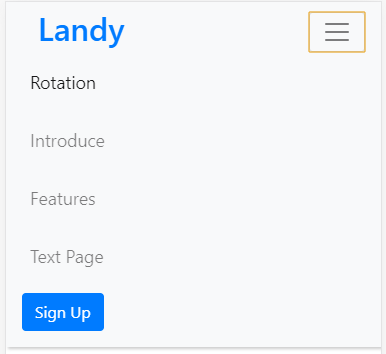 Landy
Rotation
Introduce
Features
Text Page
Sign Up